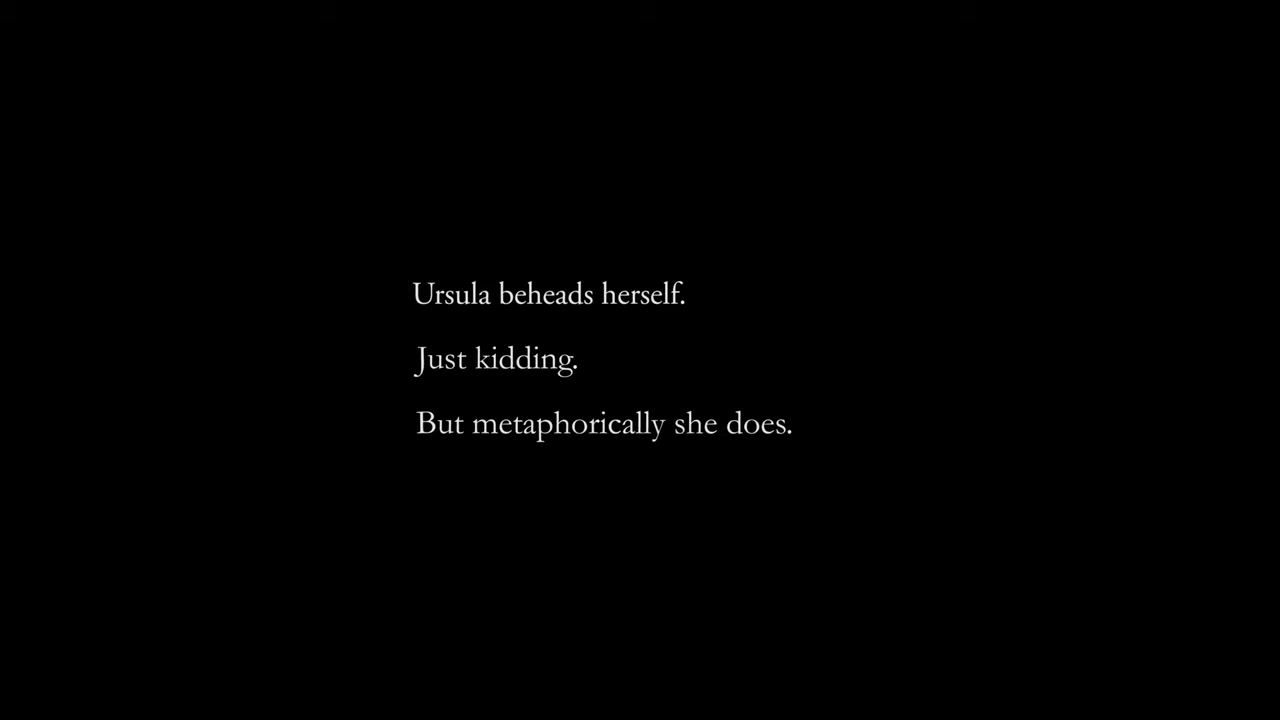 Ursula beheads herself.
Just kidding.
But metaphorically she does.